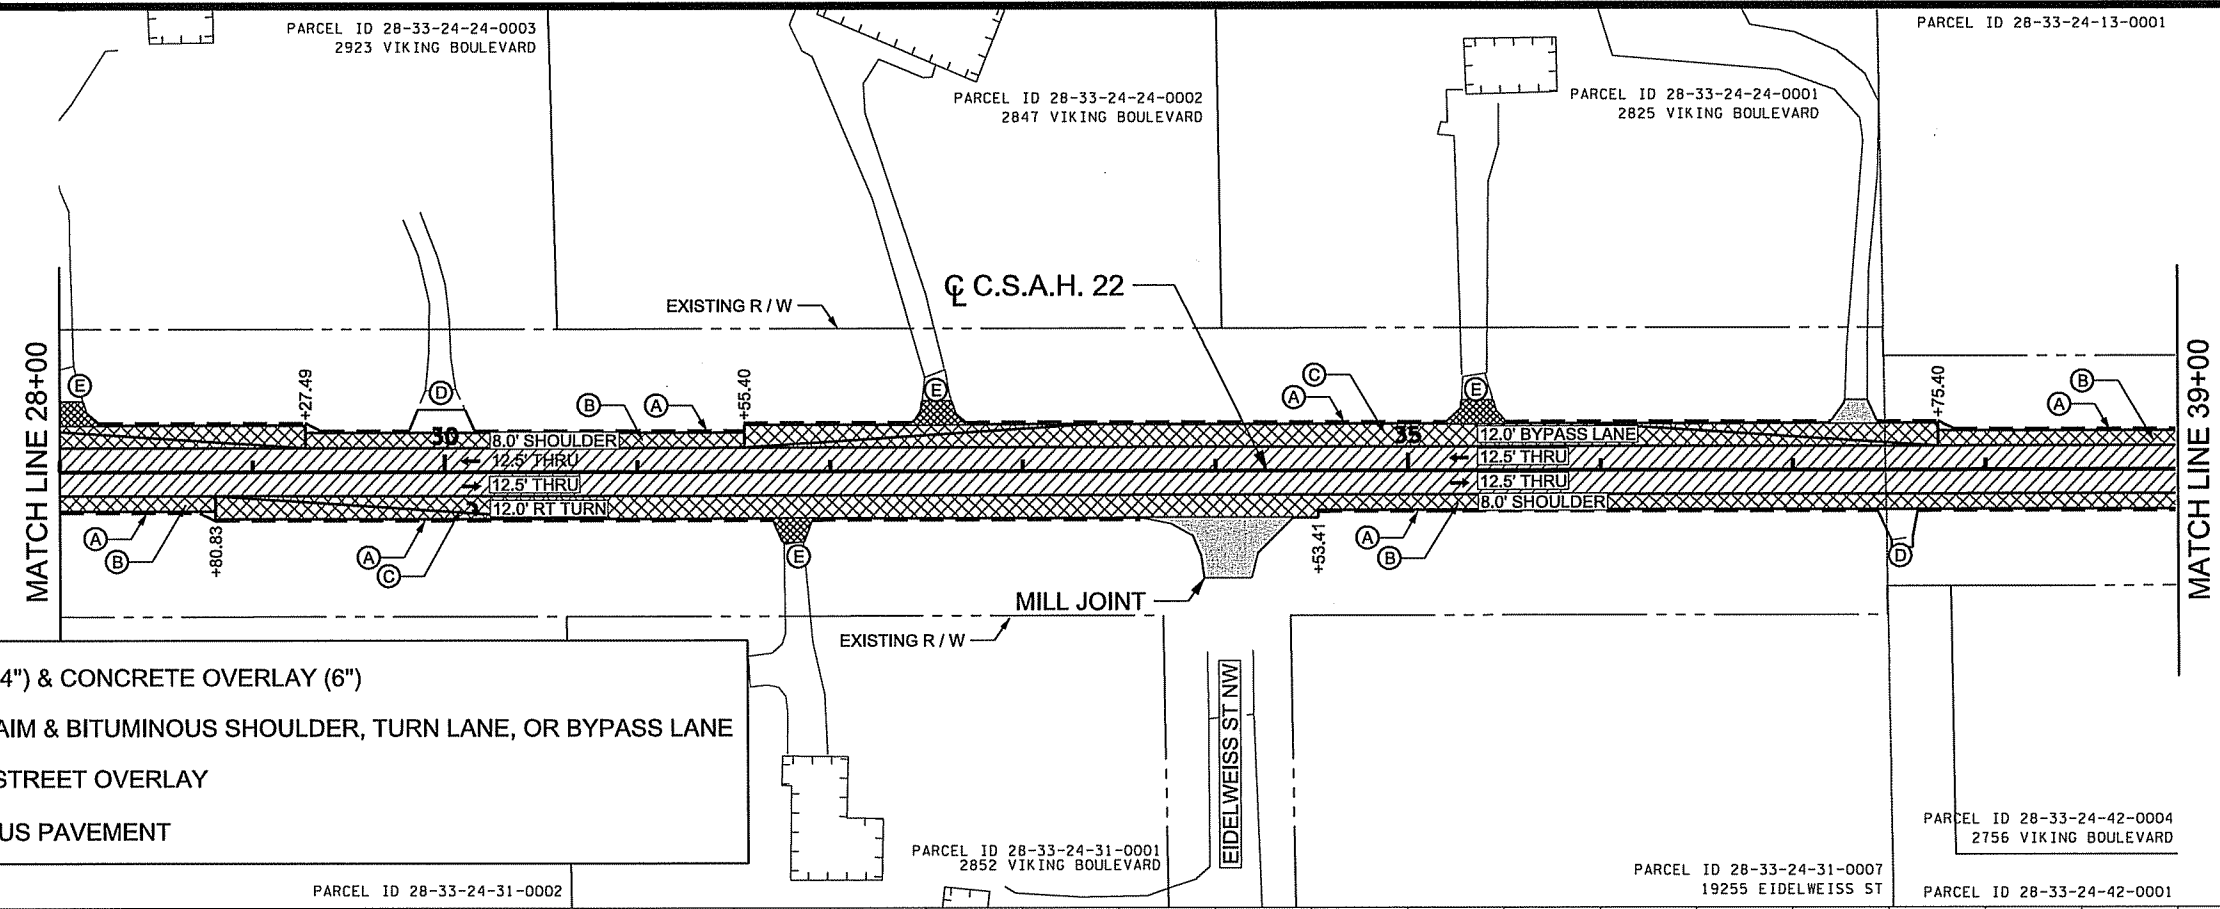 PARCEL ID 28-33-24-24-0003
2923 VIKING BOULEVARD
PARCEL ID 28-33-24-24-0002
2847 VIKING BOULEVARD
PARCEL ID 28-33-24-24-0001
2825 VIKING BOULEVARD
PARCEL ID 28-33-24-13-0001
MATCH LINE 28+00
EXISTING R / W
℄ C.S.A.H. 22
MATCH LINE 39+00
E
+27.49
D
B
A
+55.40
E
A
C
E
+75.40
A
B
30
8.0' SHOULDER
35
12.0' BYPASS LANE
12.5' THRU
12.5' THRU
12.5' THRU
12.5' THRU
12.0' RT TURN
8.0' SHOULDER
A
B
+80.83
A
C
E
+53.41
A
B
D
MILL JOINT
EXISTING R / W
EIDELWEISS ST NW
4") & CONCRETE OVERLAY (6")
AIM & BITUMINOUS SHOULDER, TURN LANE, OR BYPASS LANE
STREET OVERLAY
US PAVEMENT
PARCEL ID 28-33-24-31-0002
PARCEL ID 28-33-24-31-0001
2852 VIKING BOULEVARD
PARCEL ID 28-33-24-31-0007
19255 EIDELWEISS ST
PARCEL ID 28-33-24-42-0004
2756 VIKING BOULEVARD
PARCEL ID 28-33-24-42-0001